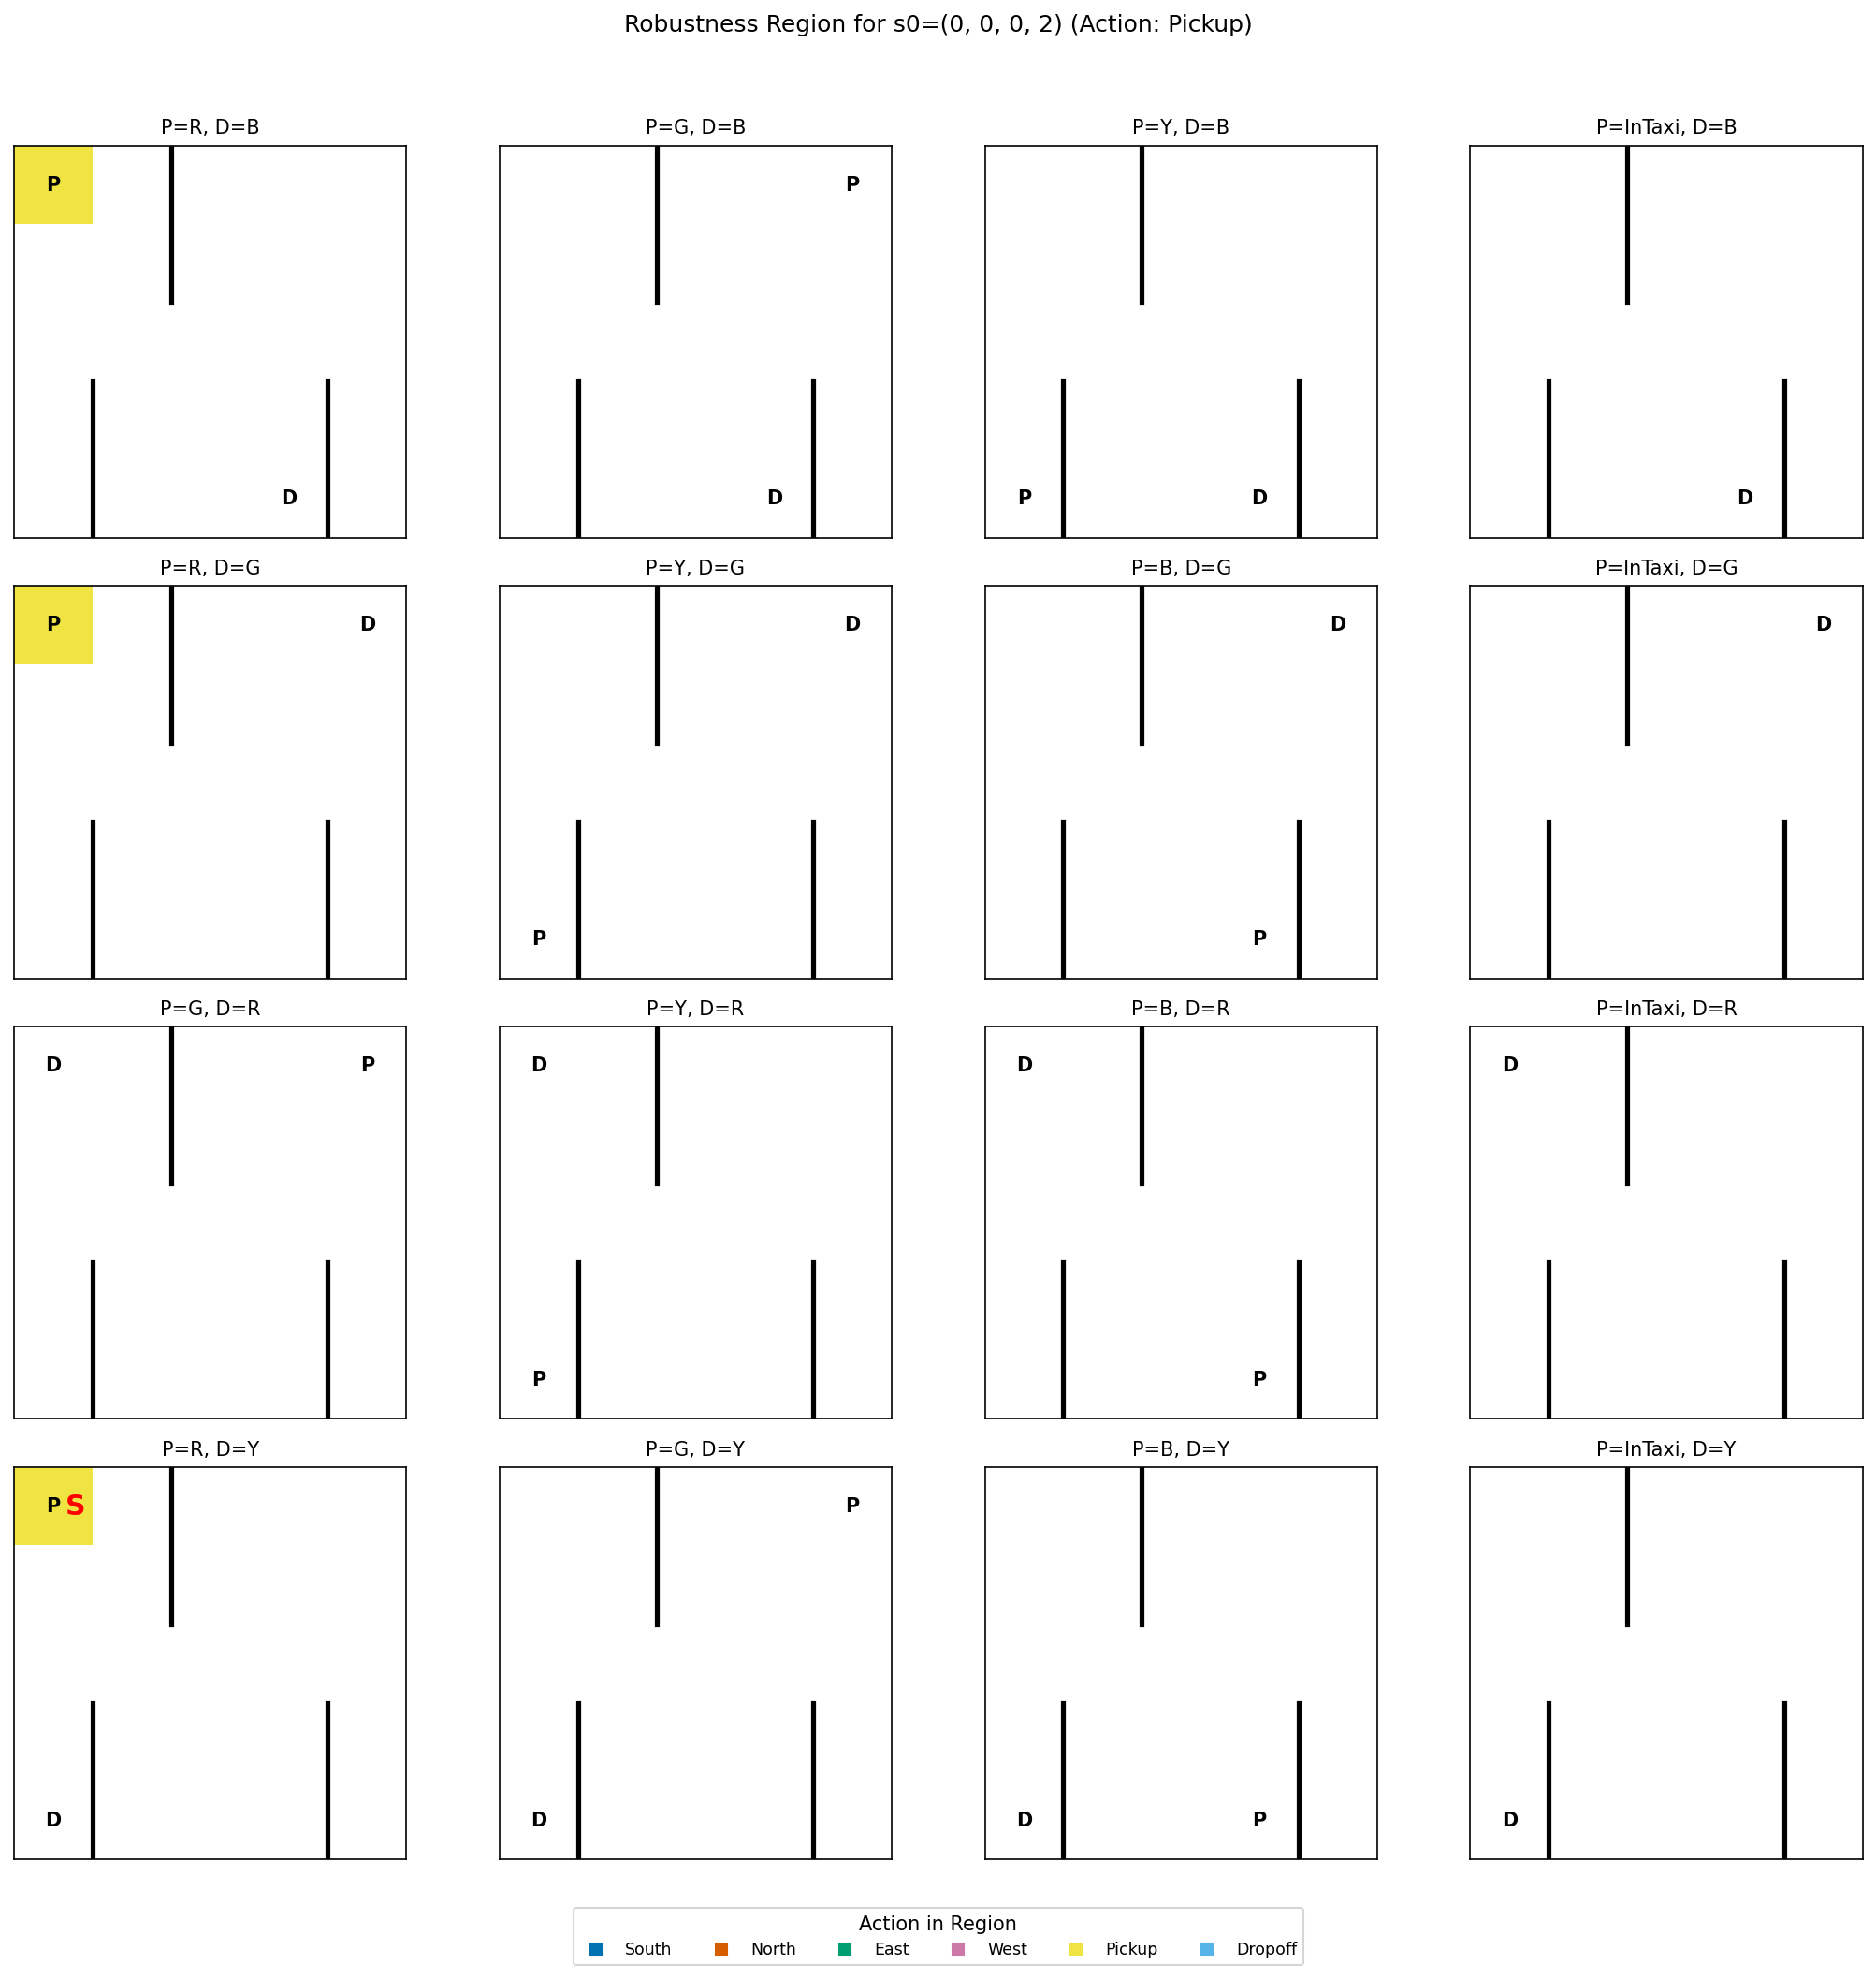 Robustness Region for s0=(0, 0, 0, 2) (Action: Pickup)
P=R, D=B
P=G, D=B
P=Y, D=B
P=InTaxi, D=B
P
P
D
D
P
D
D
P=R, D=G
P=Y, D=G
P=B, D=G
P=InTaxi, D=G
P
D
D
D
D
P
P
P=G, D=R
P=Y, D=R
P=B, D=R
P=InTaxi, D=R
D
P
D
D
D
P
P
P=R, D=Y
P=G, D=Y
P=B, D=Y
P=InTaxi, D=Y
P S
P
D
D
D
P
D
Action in Region
South
North
East
West
Pickup
Dropoff